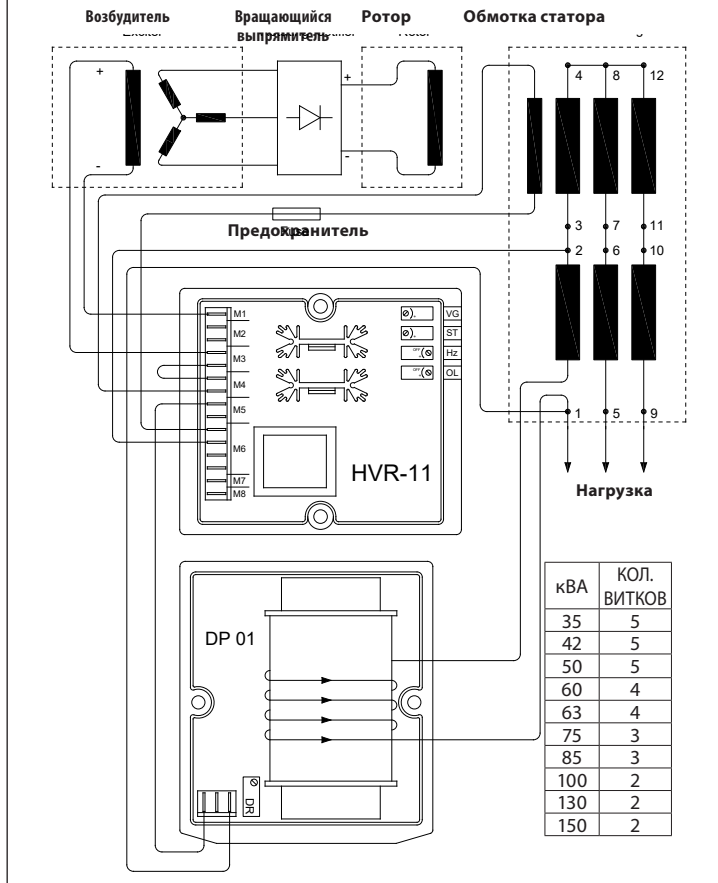 Возбудитель
Вращающийся
выпрямитель
Ротор
Обмотка статора
+
-
+
-
4 8 12
3 7 11
2 6 10
1 5 9
Предохранитель
Нагрузка
M1
M2
M3
M4
M5
M6
M7
M8
VG
ST
OFF Hz
OFF OL
HVR-11
DP 01
DR
кВА КОЛ. ВИТКОВ
35 5
42 5
50 5
60 4
63 4
75 3
85 3
100 2
130 2
150 2